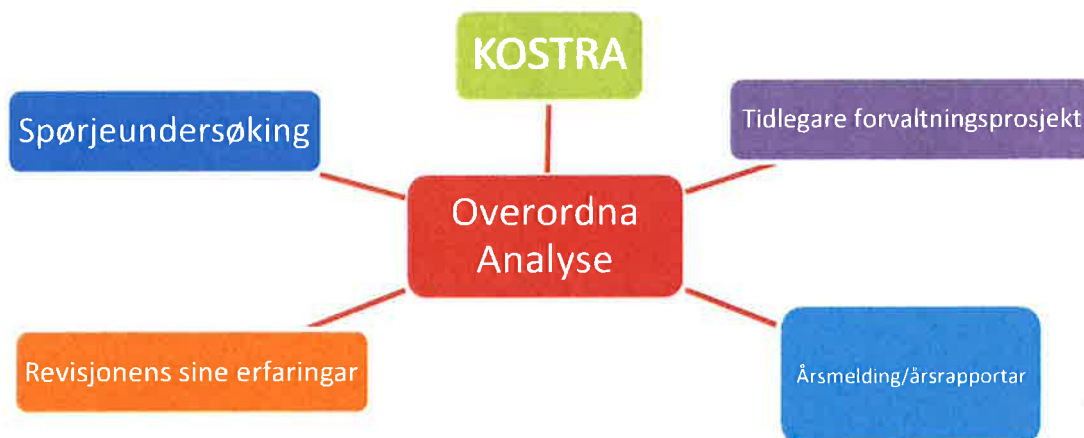 KOSTRA
Spørjeundersøking
Tidlegare forvaltningsprosjekt
Overordna
Analyse
Revisjonens sine erfaringar
Årsmelding/årsrapportar